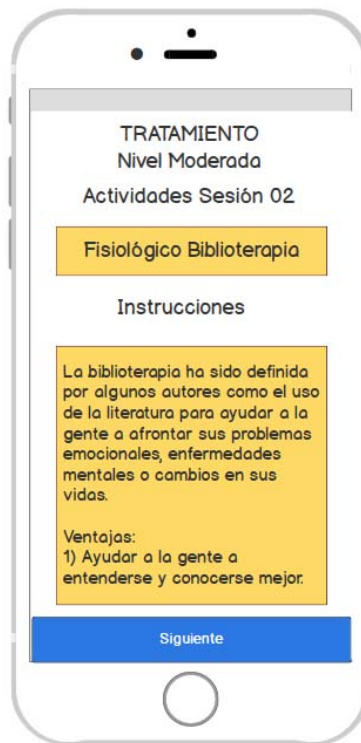 TRATAMIENTO
Nivel Moderada
Actividades Sesión 02
Fisiológico Biblioterapia
Instrucciones
La biblioterapia ha sido definida
por algunos autores como el uso
de la literatura para ayudar a la
gente a afrontar sus problemas
emocionales, enfermedades
mentales o cambios en sus
vidas.
Ventajas:
1) Ayudar a la gente a
entenderse y conocerse mejor.
Siguiente